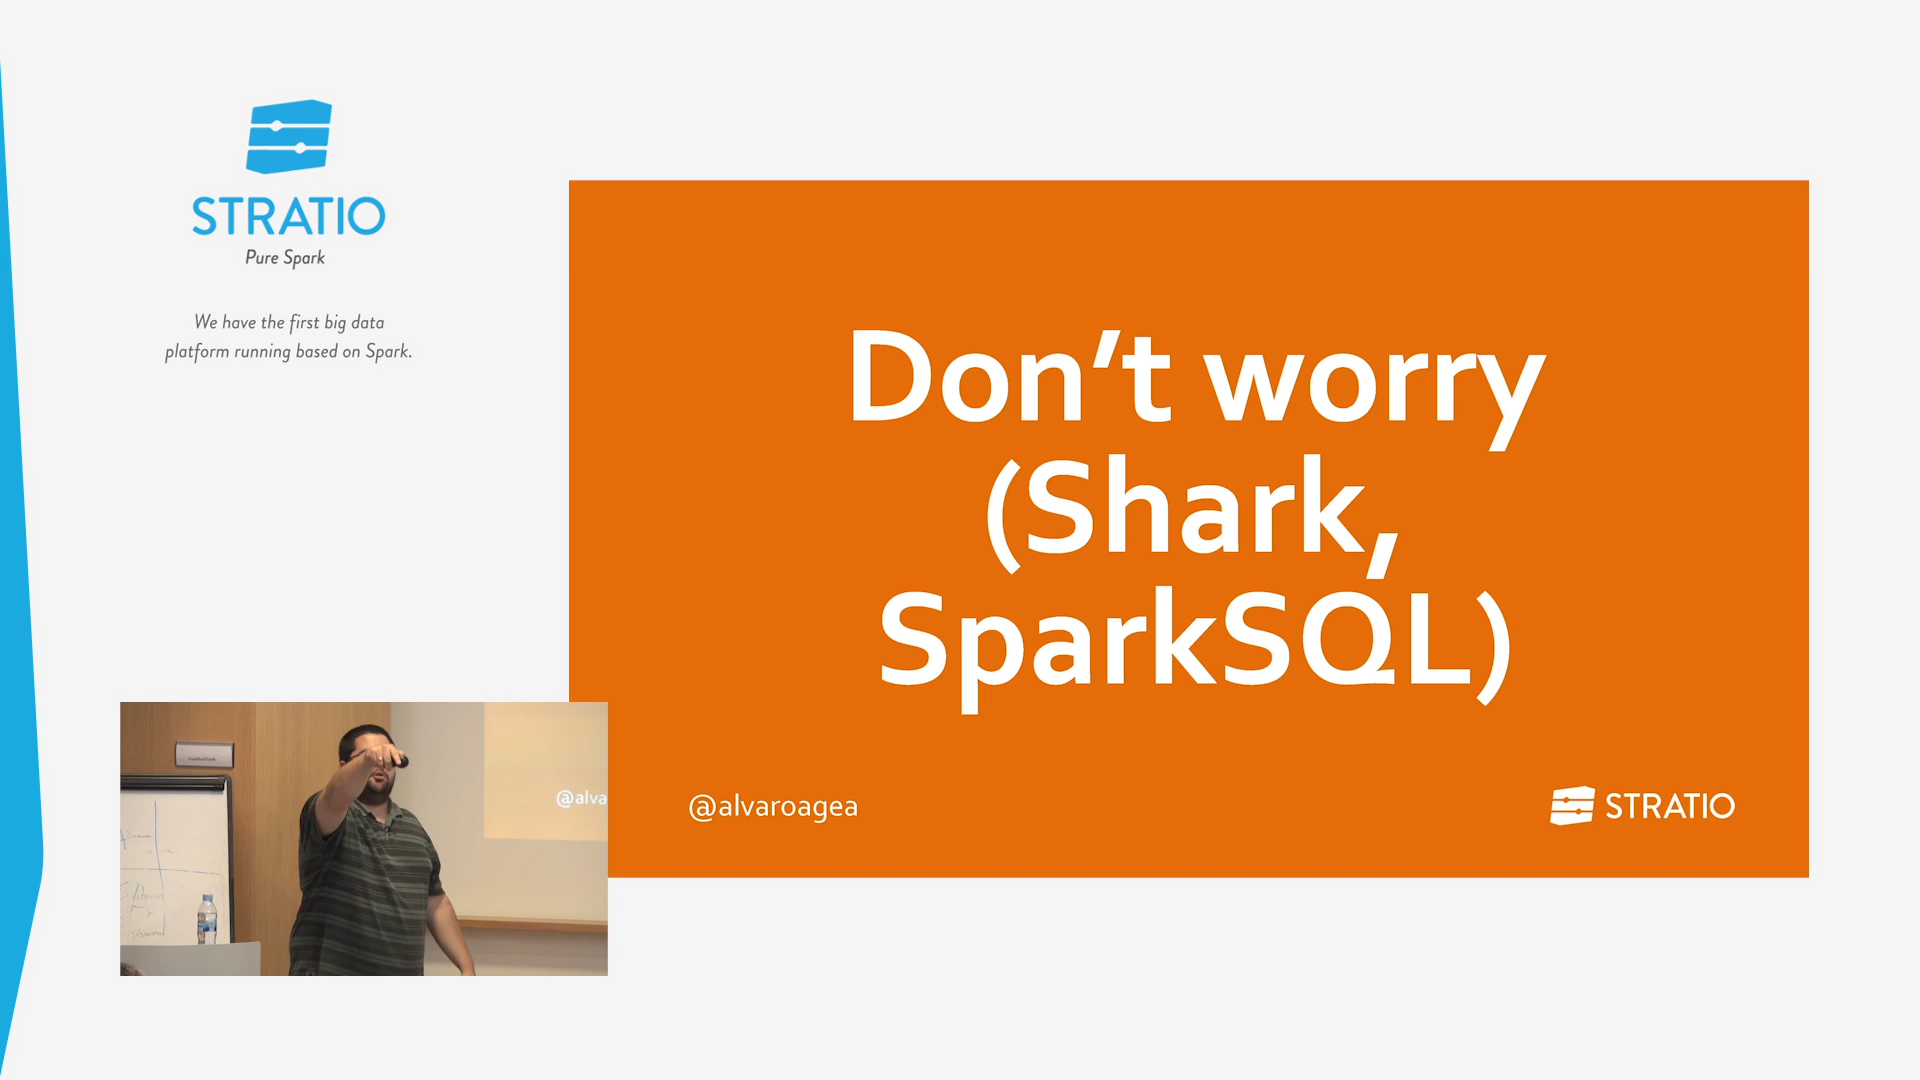 STRATIO
Pure Spark
We have the first big data
platform running based on Spark.
Don't worry
(Shark,
SparkSQL)
@alvaroagea
STRATIO
@alva